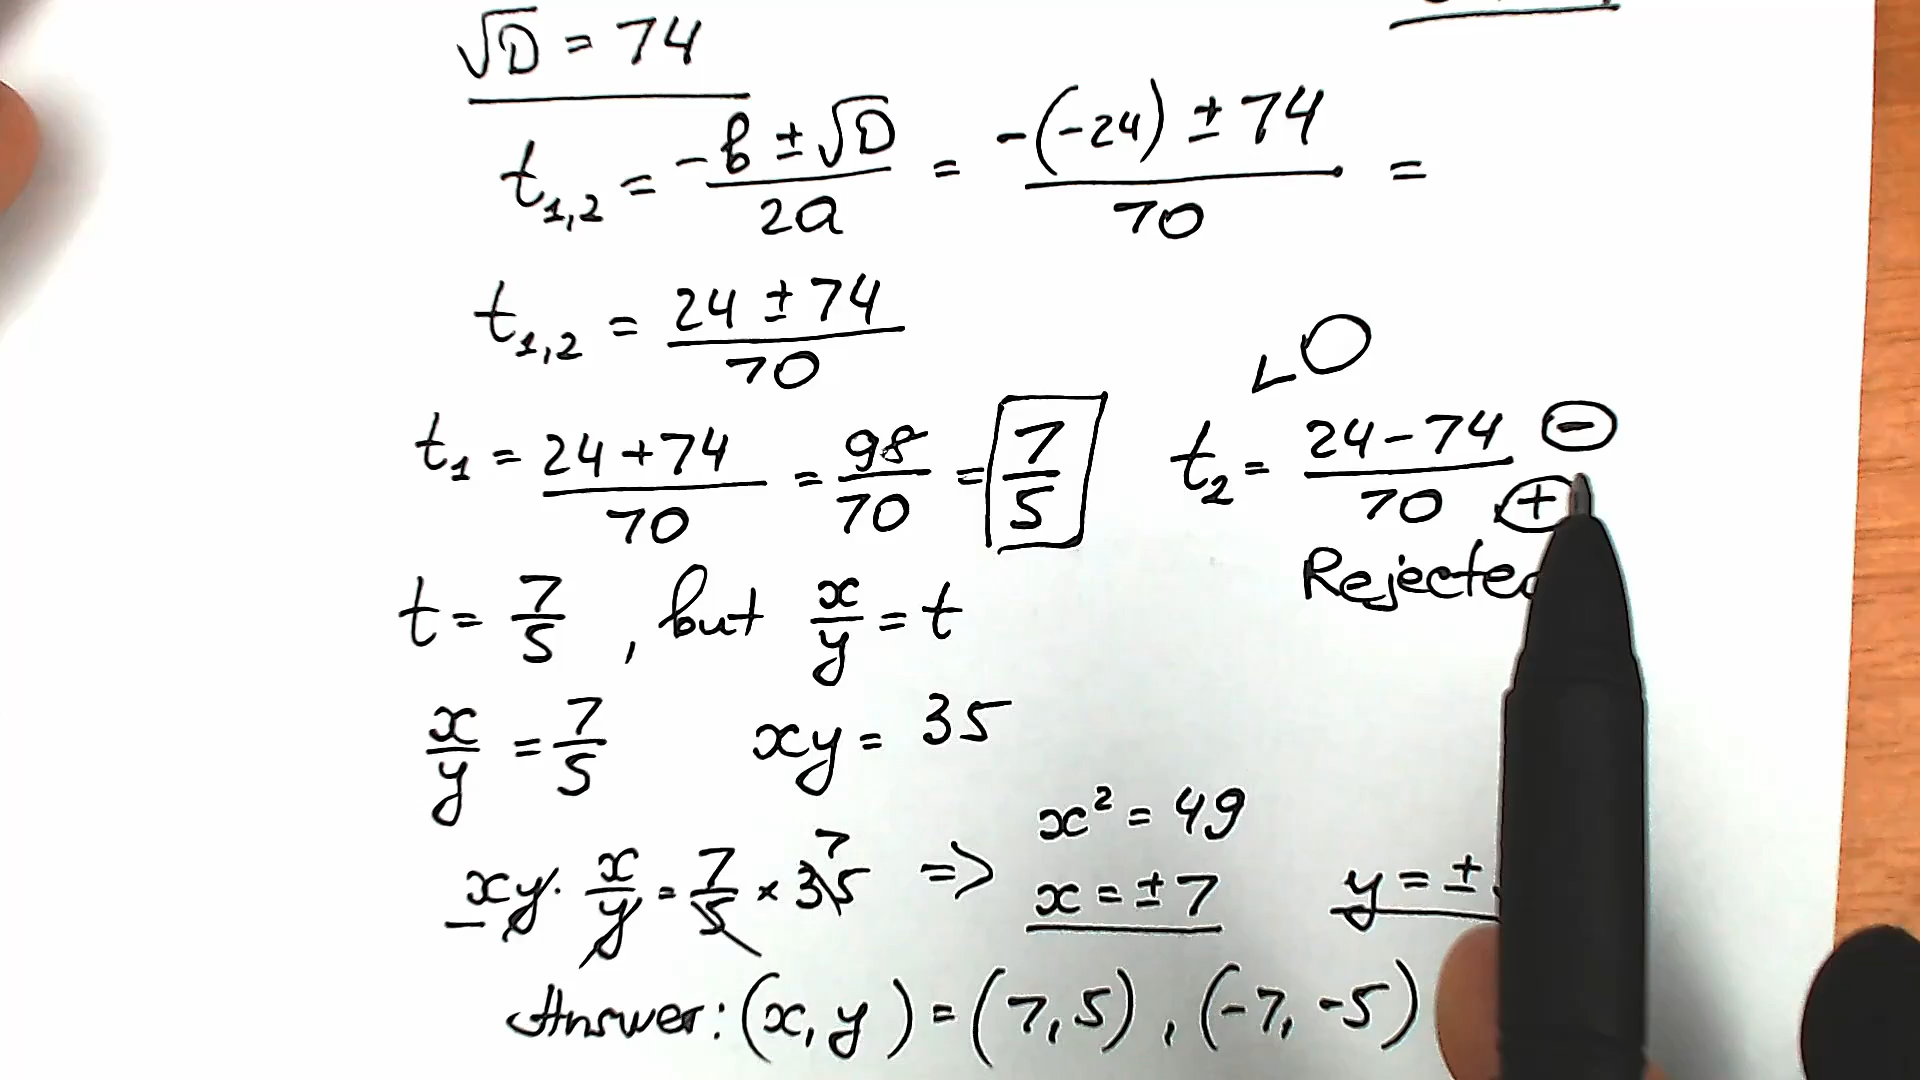 √D = 74
t₁,₂ = (-b ± √D)/(2a) = (-(-24) ± 74)/70 =
t₁,₂ = (24 ± 74)/70
<0
t₁ = (24+74)/70 = 98/70 = 7/5   t₂ = (24-74)/70 - +
Rejected
t = 7/5 , but x/y = t
x/y = 7/5   xy = 35
xy · x/y = 7/5 × 35 7 => x² = 49
x = ±7   y = ±
Answer: (x, y) = (7, 5) , (-7, -5)